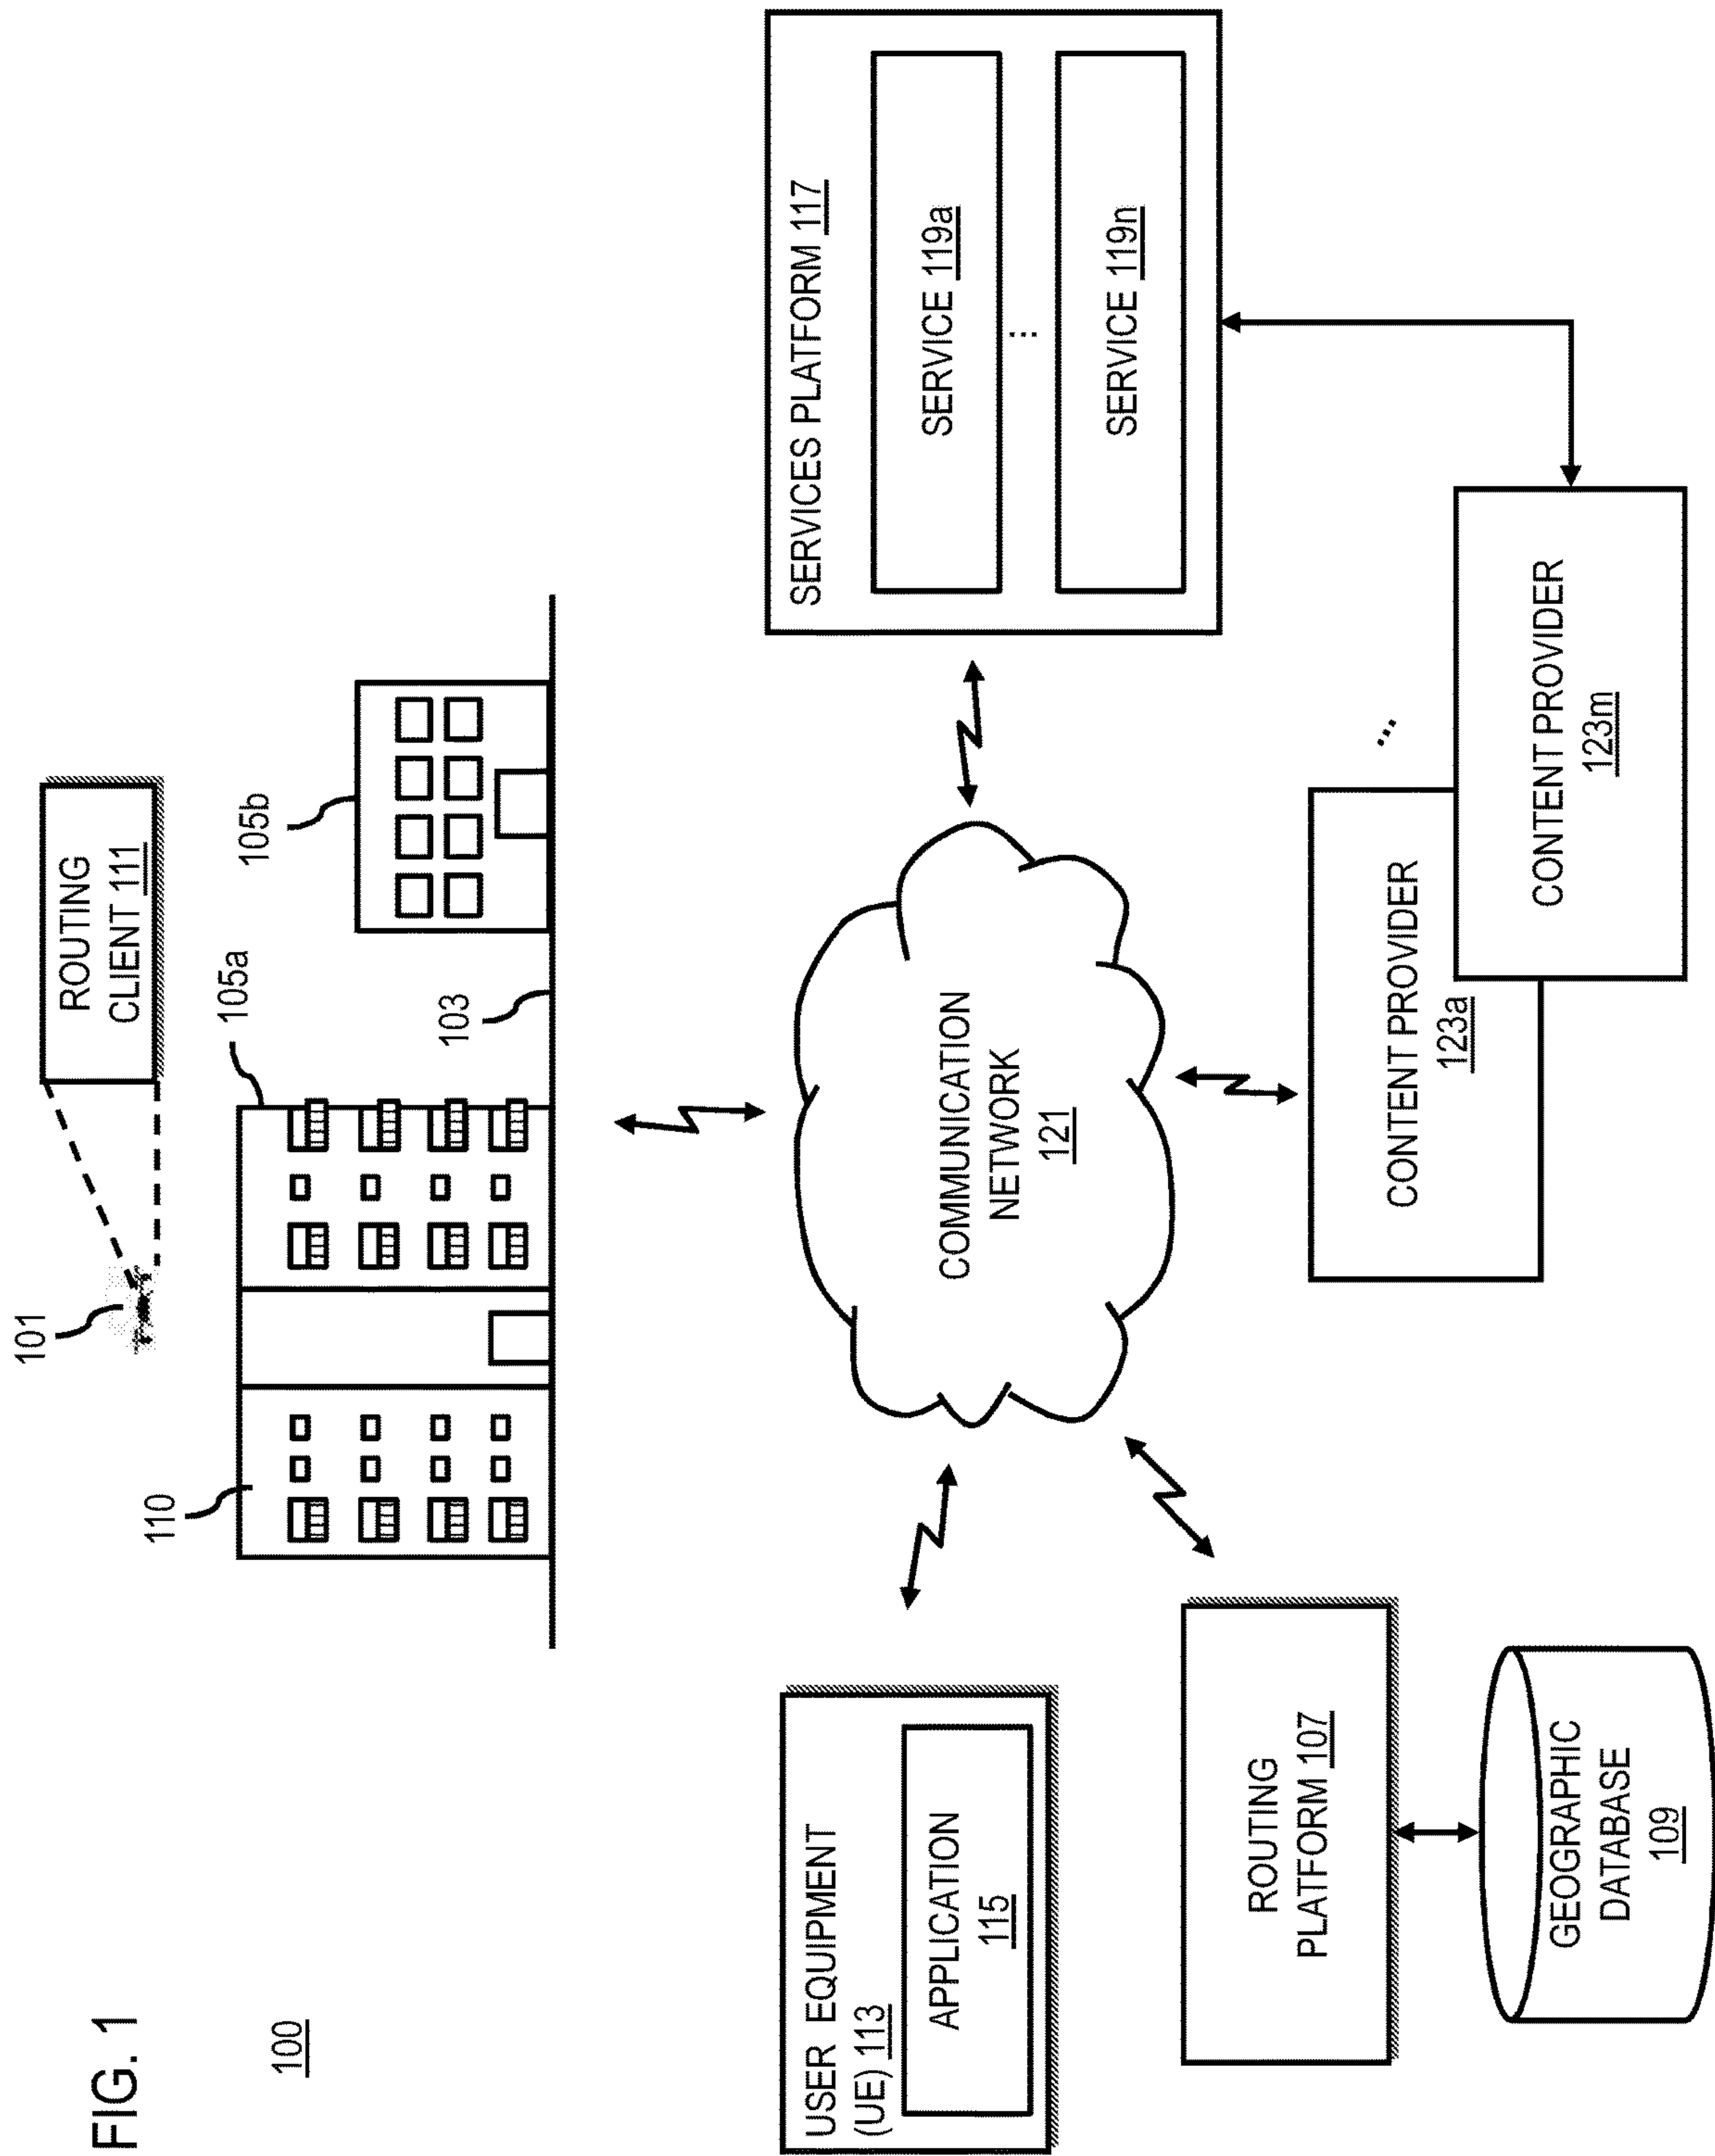 FIG. 1
100
101
ROUTING
CLIENT 111
110
105a
105b
103
USER EQUIPMENT
(UE) 113
APPLICATION
115
COMMUNICATION
NETWORK
121
SERVICES PLATFORM 117
SERVICE 119a
...
SERVICE 119n
ROUTING
PLATFORM 107
GEOGRAPHIC
DATABASE
109
CONTENT PROVIDER
123a
...
CONTENT PROVIDER
123m